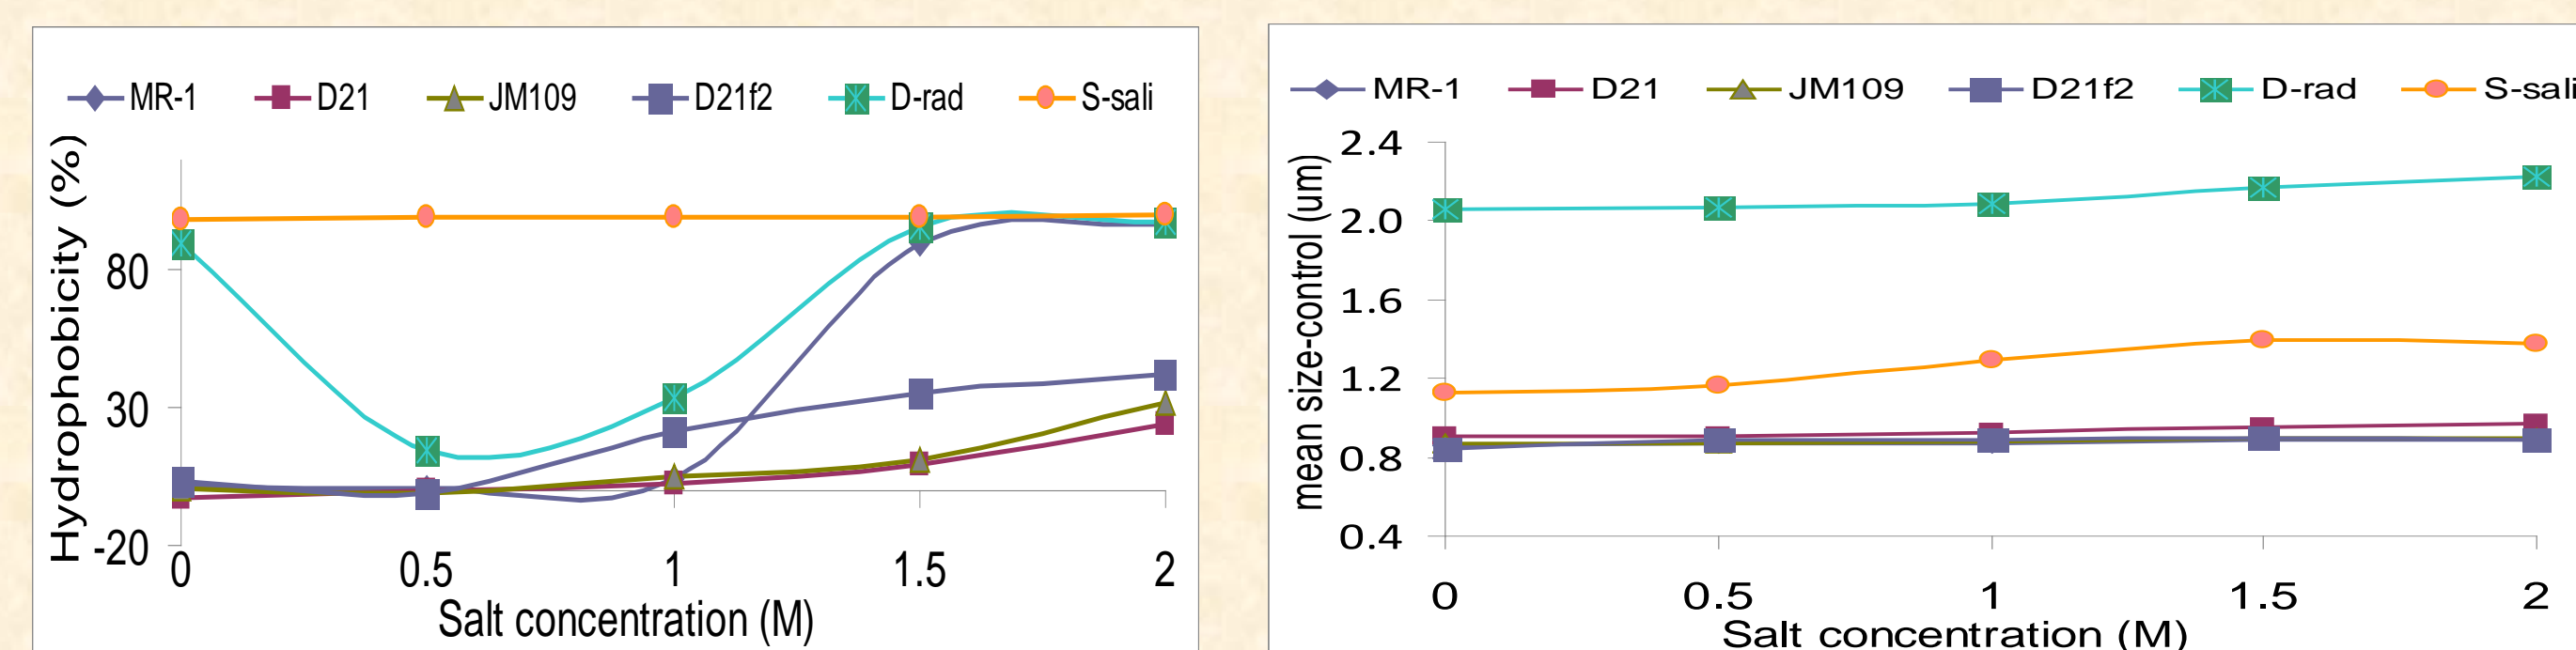 MR-1 D21 JM109 D21f2 D-rad S-sali
Hydrophobicity (%)
80
30
-20
0 0.5 1 1.5 2
Salt concentration (M)
MR-1 D21 JM109 D21f2 D-rad S-sali
mean size-control (um)
2.4
2.0
1.6
1.2
0.8
0.4
0 0.5 1 1.5 2
Salt concentration (M)